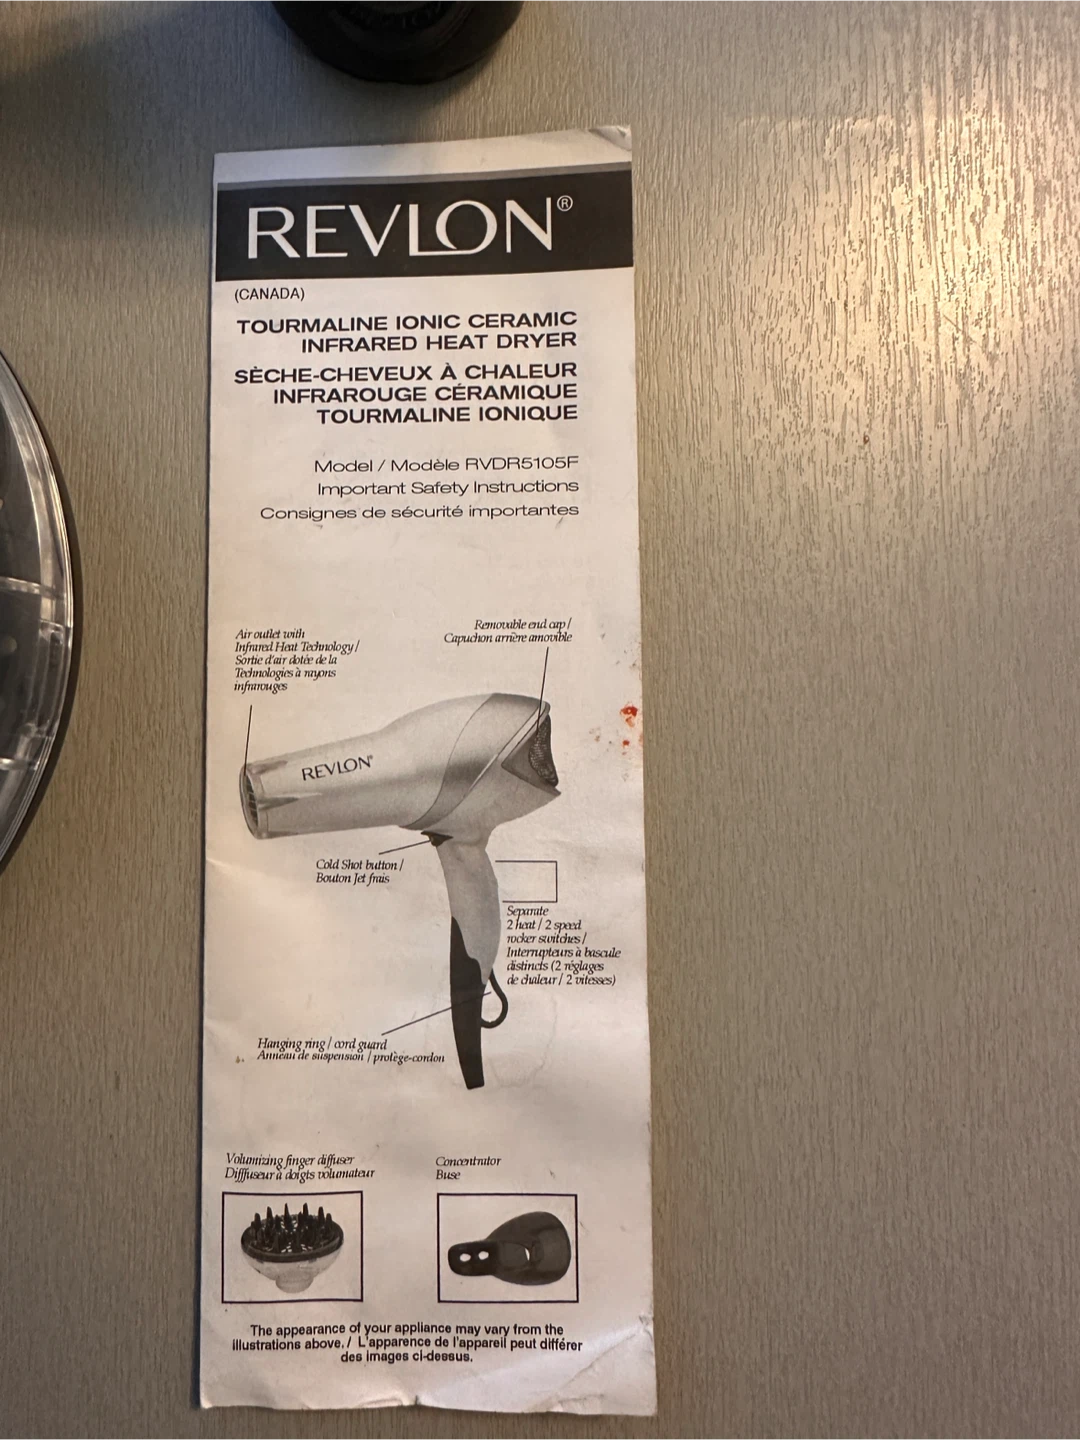 REVLON®
(CANADA)
TOURMALINE IONIC CERAMIC
INFRARED HEAT DRYER
SÈCHE-CHEVEUX À CHALEUR
INFRAROUGE CÉRAMIQUE
TOURMALINE IONIQUE
Model / Modèle RVDR5105F
Important Safety Instructions
Consignes de sécurité importantes
Air outlet with
Infrared Heat Technology /
Sortie d'air dotée de la
Technologies à rayons
infrarouges
Removable end cap /
Capuchon arrière amovible
REVLON®
Cold Shot button /
Bouton Jet frais
Separate
2 heat / 2 speed
rocker switches /
Interrupteurs à bascule
distincts (2 réglages
de chaleur / 2 vitesses)
Hanging ring / cord guard
Anneau de suspension / protège-cordon
Volumizing finger diffuser
Difffuseur à doigts volumateur
Concentrator
Buse
The appearance of your appliance may vary from the
illustrations above. / L'apparence de l'appareil peut différer
des images ci-dessus.